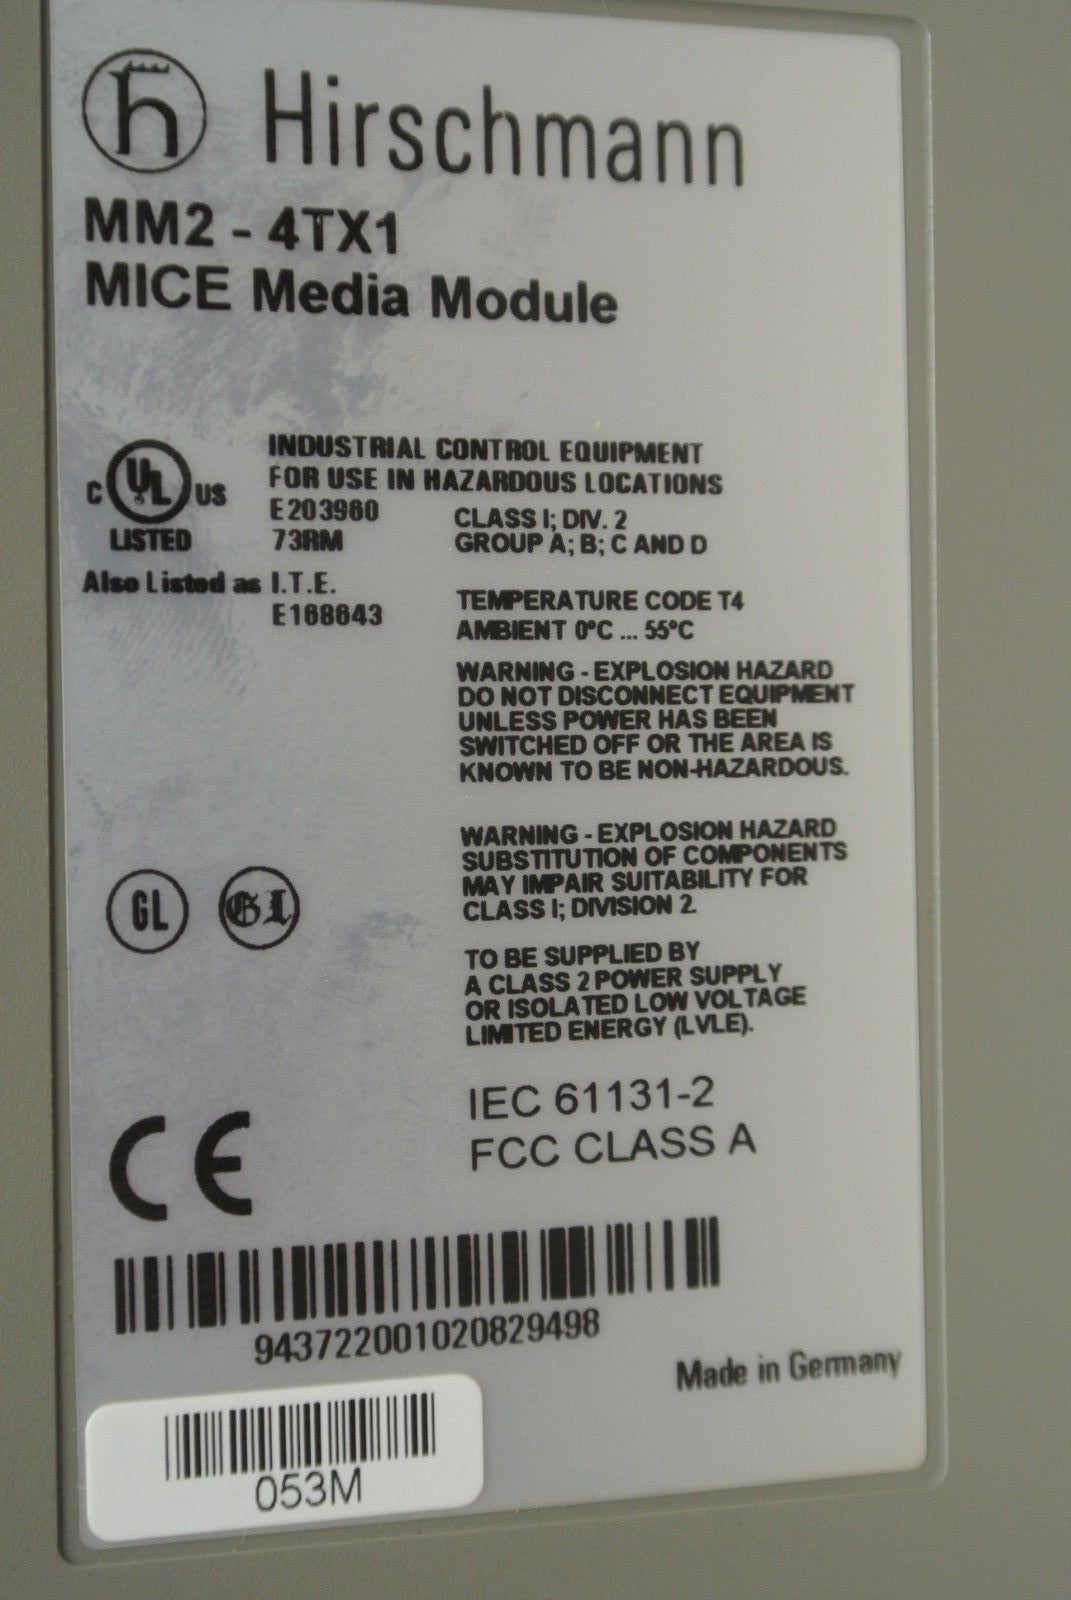 h Hirschmann
MM2 - 4TX1
MICE Media Module
INDUSTRIAL CONTROL EQUIPMENT
FOR USE IN HAZARDOUS LOCATIONS
C UL US
LISTED
E203960
73RM
CLASS I; DIV. 2
GROUP A; B; C AND D
Also Listed as I.T.E.
E168643
TEMPERATURE CODE T4
AMBIENT 0°C ... 55°C
WARNING - EXPLOSION HAZARD
DO NOT DISCONNECT EQUIPMENT
UNLESS POWER HAS BEEN
SWITCHED OFF OR THE AREA IS
KNOWN TO BE NON-HAZARDOUS.
WARNING - EXPLOSION HAZARD
SUBSTITUTION OF COMPONENTS
MAY IMPAIR SUITABILITY FOR
CLASS I; DIVISION 2.
GL GL
TO BE SUPPLIED BY
A CLASS 2 POWER SUPPLY
OR ISOLATED LOW VOLTAGE
LIMITED ENERGY (LVLE).
IEC 61131-2
FCC CLASS A
CE
943722001020829498
Made in Germany
053M